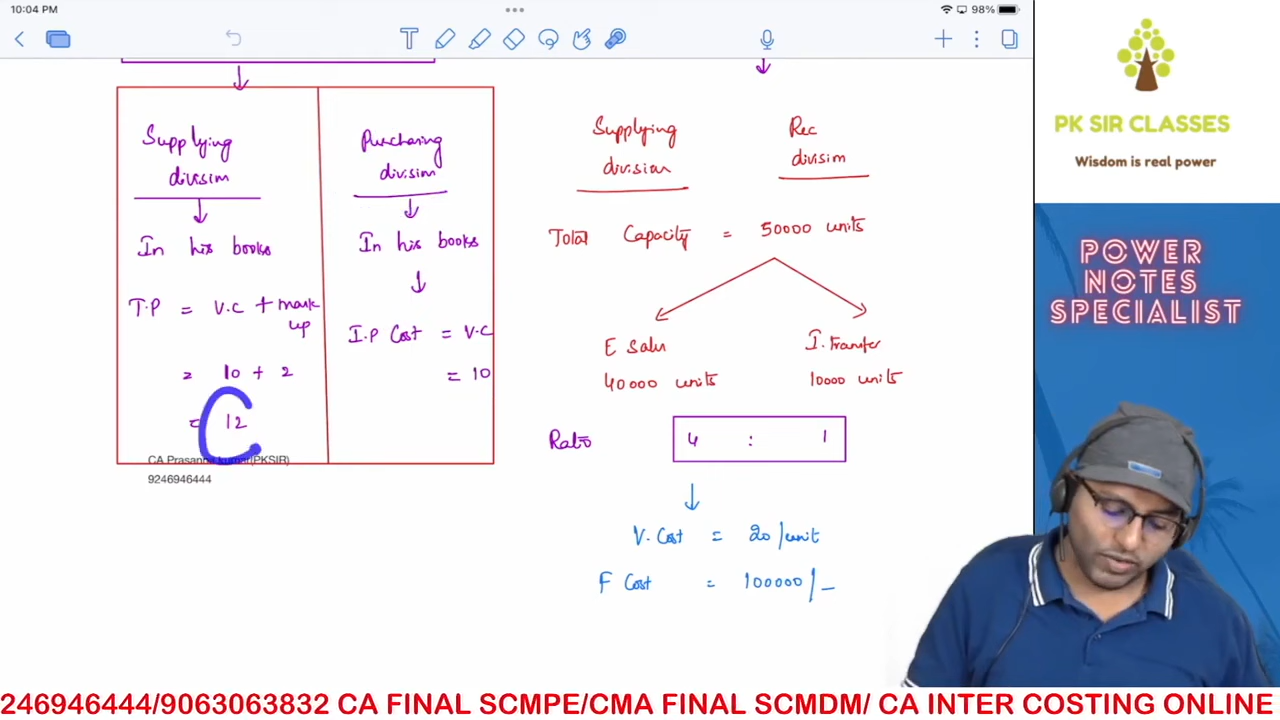 10:04 PM
98%
T
Supplying
division
In his books
T.P = V.C + mark
up
= 10 + 2
= 12
Purchasing
division
In his books
I.P Cost = V.C
= 10
CA Prasanna kumar(PKSIR)
9246946444
Supplying
division
Rec
division
Total Capacity = 50000 units
E sales
40000 units
I. transfer
10000 units
Ratio 4 : 1
V. Cost = 20/unit
F Cost = 100000/-
PK SIR CLASSES
Wisdom is real power
POWER
NOTES
SPECIALIST
246946444/9063063832 CA FINAL SCMPE/CMA FINAL SCMDM/ CA INTER COSTING ONLINE